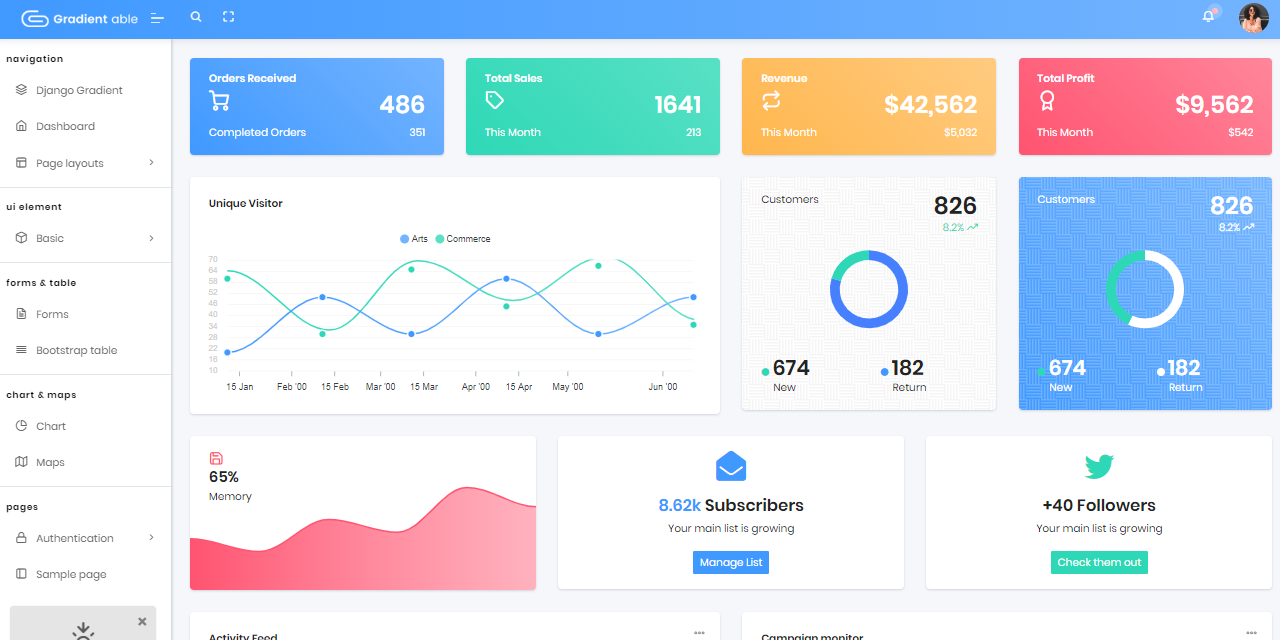 Gradient able
navigation
Django Gradient
Dashboard
Page layouts
ui element
Basic
forms & table
Forms
Bootstrap table
chart & maps
Chart
Maps
pages
Authentication
Sample page
Orders Received
486
Completed Orders 351
Total Sales
1641
This Month 213
Revenue
$42,562
This Month $5,032
Total Profit
$9,562
This Month $542
Unique Visitor
Arts Commerce
70
64
58
52
46
40
34
28
22
16
10
15 Jan Feb '00 15 Feb Mar '00 15 Mar Apr '00 15 Apr May '00 Jun '00
Customers
826
8.2%
674 182
New Return
Customers
826
8.2%
674 182
New Return
65%
Memory
8.62k Subscribers
Your main list is growing
Manage List
+40 Followers
Your main list is growing
Check them out
Activity Feed
Campaign monitor